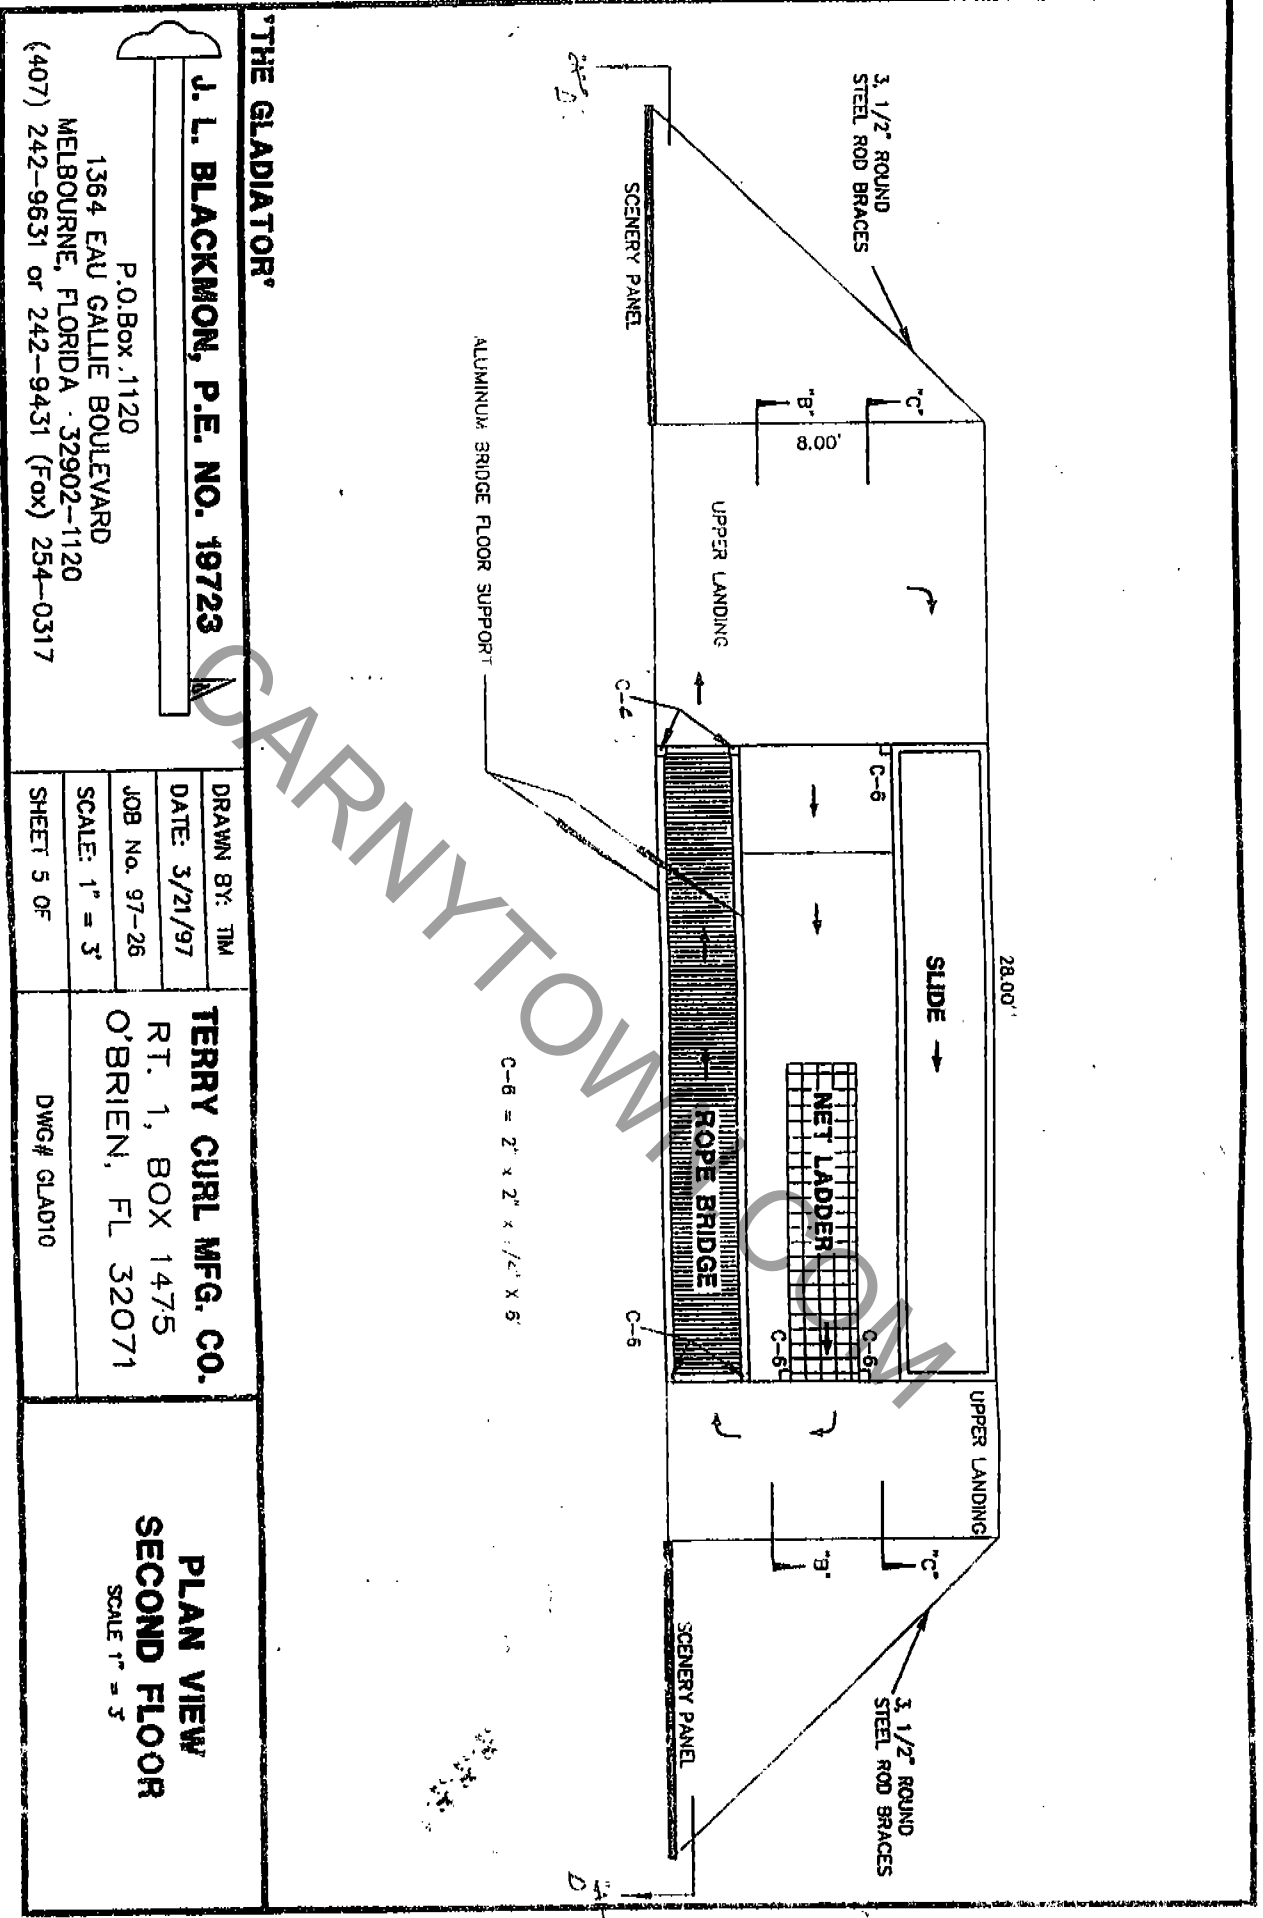 3, 1/2" ROUND
STEEL ROD BRACES
SCENERY PANEL
"B"
"C"
8.00'
UPPER LANDING
28.00'
SLIDE
C-6
NET LADDER
C-6
C-6
ROPE BRIDGE
C-6
ALUMINUM BRIDGE FLOOR SUPPORT
UPPER LANDING
"C"
"B"
3, 1/2" ROUND
STEEL ROD BRACES
SCENERY PANEL
D
CARNYTOWN.COM
"THE GLADIATOR"
J. L. BLACKMON, P.E. NO. 19723
P.O.Box 1120
1364 EAU GALLIE BOULEVARD
MELBOURNE, FLORIDA 32902-1120
(407) 242-9631 or 242-9431 (Fax) 254-0317
DRAWN BY: TIM
DATE: 3/21/97
JOB No. 97-26
SCALE: 1" = 3'
SHEET 5 OF
TERRY CURL MFG. CO.
RT. 1, BOX 1475
O'BRIEN, FL 32071
DWG# GLAD10
PLAN VIEW
SECOND FLOOR
SCALE 1" = 3'